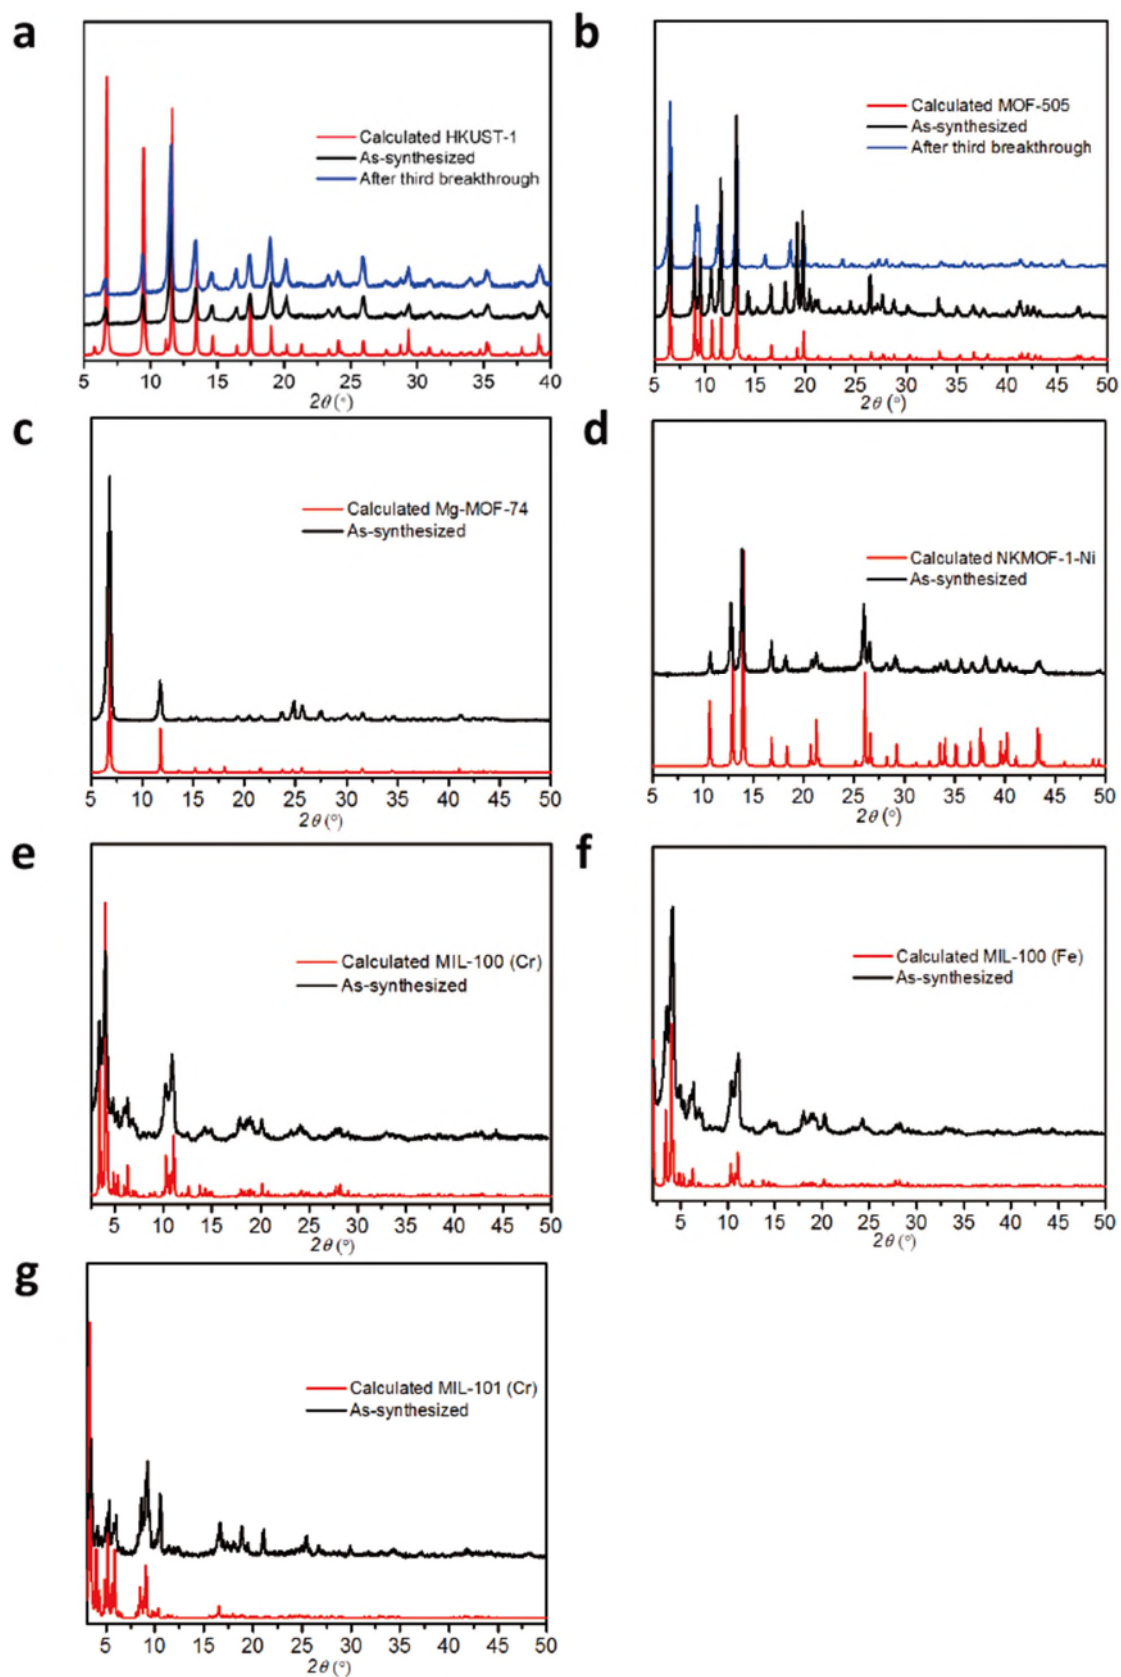 a
Calculated HKUST-1
As-synthesized
After third breakthrough
5 10 15 20 25 30 35 40
2θ (°)
b
Calculated MOF-505
As-synthesized
After third breakthrough
5 10 15 20 25 30 35 40 45 50
2θ (°)
c
Calculated Mg-MOF-74
As-synthesized
5 10 15 20 25 30 35 40 45 50
2θ (°)
d
Calculated NKMOF-1-Ni
As-synthesized
5 10 15 20 25 30 35 40 45 50
2θ (°)
e
Calculated MIL-100 (Cr)
As-synthesized
5 10 15 20 25 30 35 40 45 50
2θ (°)
f
Calculated MIL-100 (Fe)
As-synthesized
5 10 15 20 25 30 35 40 45 50
2θ (°)
g
Calculated MIL-101 (Cr)
As-synthesized
5 10 15 20 25 30 35 40 45 50
2θ (°)